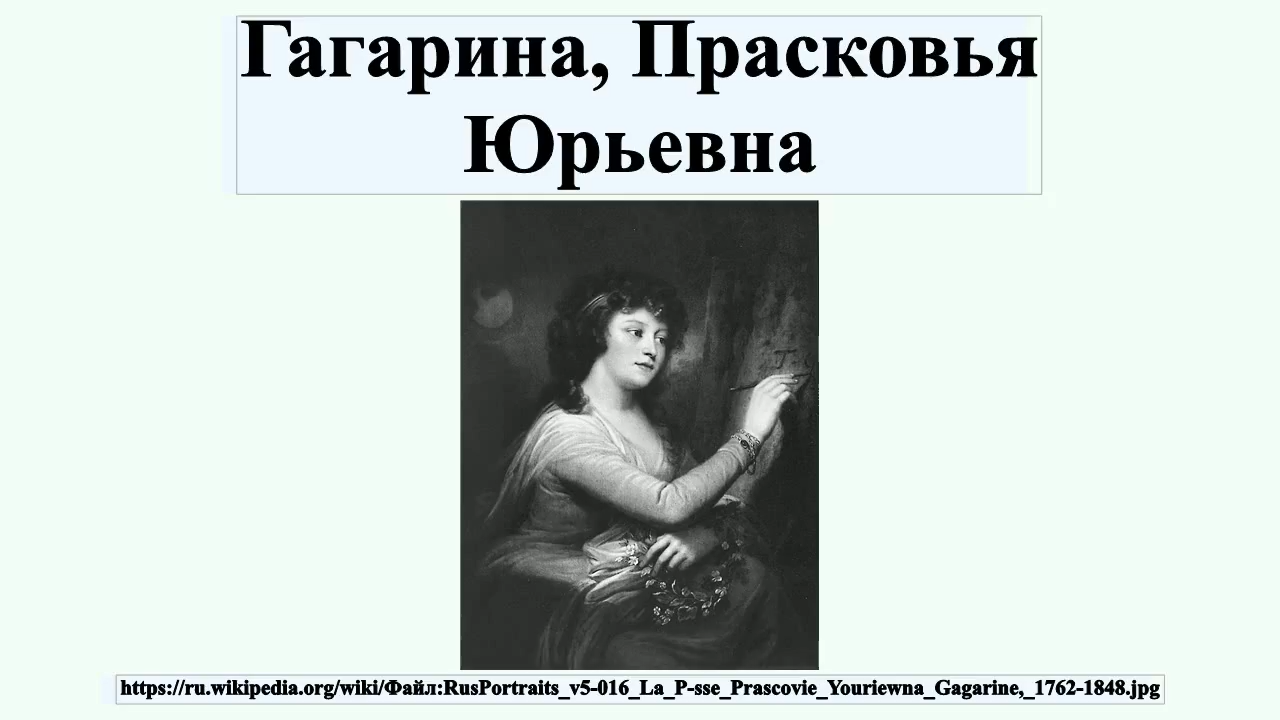 Гагарина, Прасковья
Юрьевна
https://ru.wikipedia.org/wiki/Файл:RusPortraits_v5-016_La_P-sse_Prascovie_Youriewna_Gagarine,_1762-1848.jpg